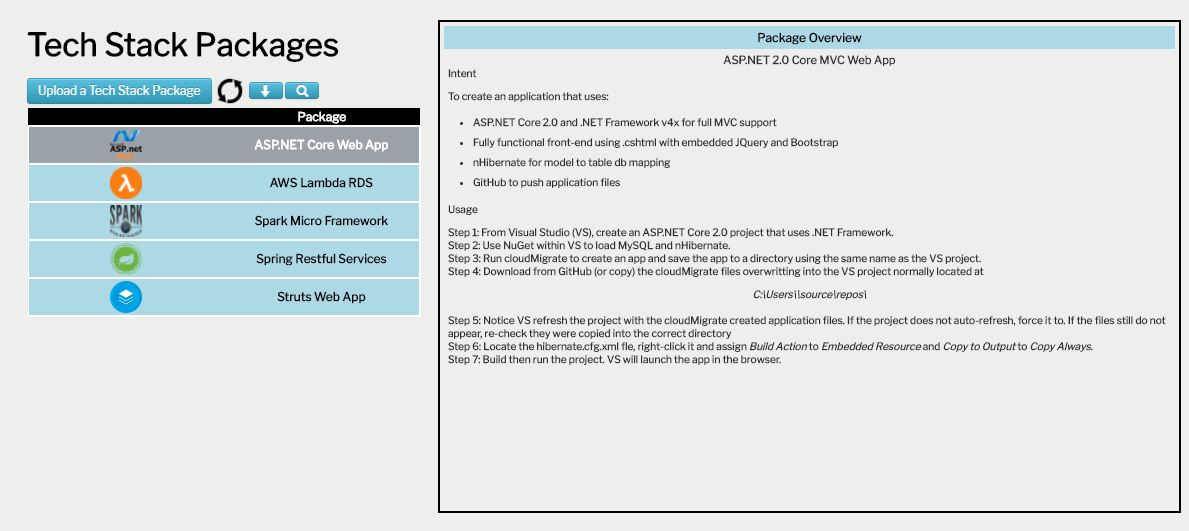 Tech Stack Packages
Upload a Tech Stack Package
Package
ASP.net
ASP.NET Core Web App
AWS Lambda RDS
SPARK
Spark Micro Framework
Spring Restful Services
Struts Web App
Package Overview
ASP.NET 2.0 Core MVC Web App
Intent
To create an application that uses:
• ASP.NET Core 2.0 and .NET Framework v4x for full MVC support
• Fully functional front-end using .cshtml with embedded JQuery and Bootstrap
• nHibernate for model to table db mapping
• GitHub to push application files
Usage
Step 1: From Visual Studio (VS), create an ASP.NET Core 2.0 project that uses .NET Framework.
Step 2: Use NuGet within VS to load MySQL and nHibernate.
Step 3: Run cloudMigrate to create an app and save the app to a directory using the same name as the VS project.
Step 4: Download from GitHub (or copy) the cloudMigrate files overwritting into the VS project normally located at
C:\Users\\source\repos\
Step 5: Notice VS refresh the project with the cloudMigrate created application files. If the project does not auto-refresh, force it to. If the files still do not
appear, re-check they were copied into the correct directory
Step 6: Locate the hibernate.cfg.xml fle, right-click it and assign Build Action to Embedded Resource and Copy to Output to Copy Always.
Step 7: Build then run the project. VS will launch the app in the browser.